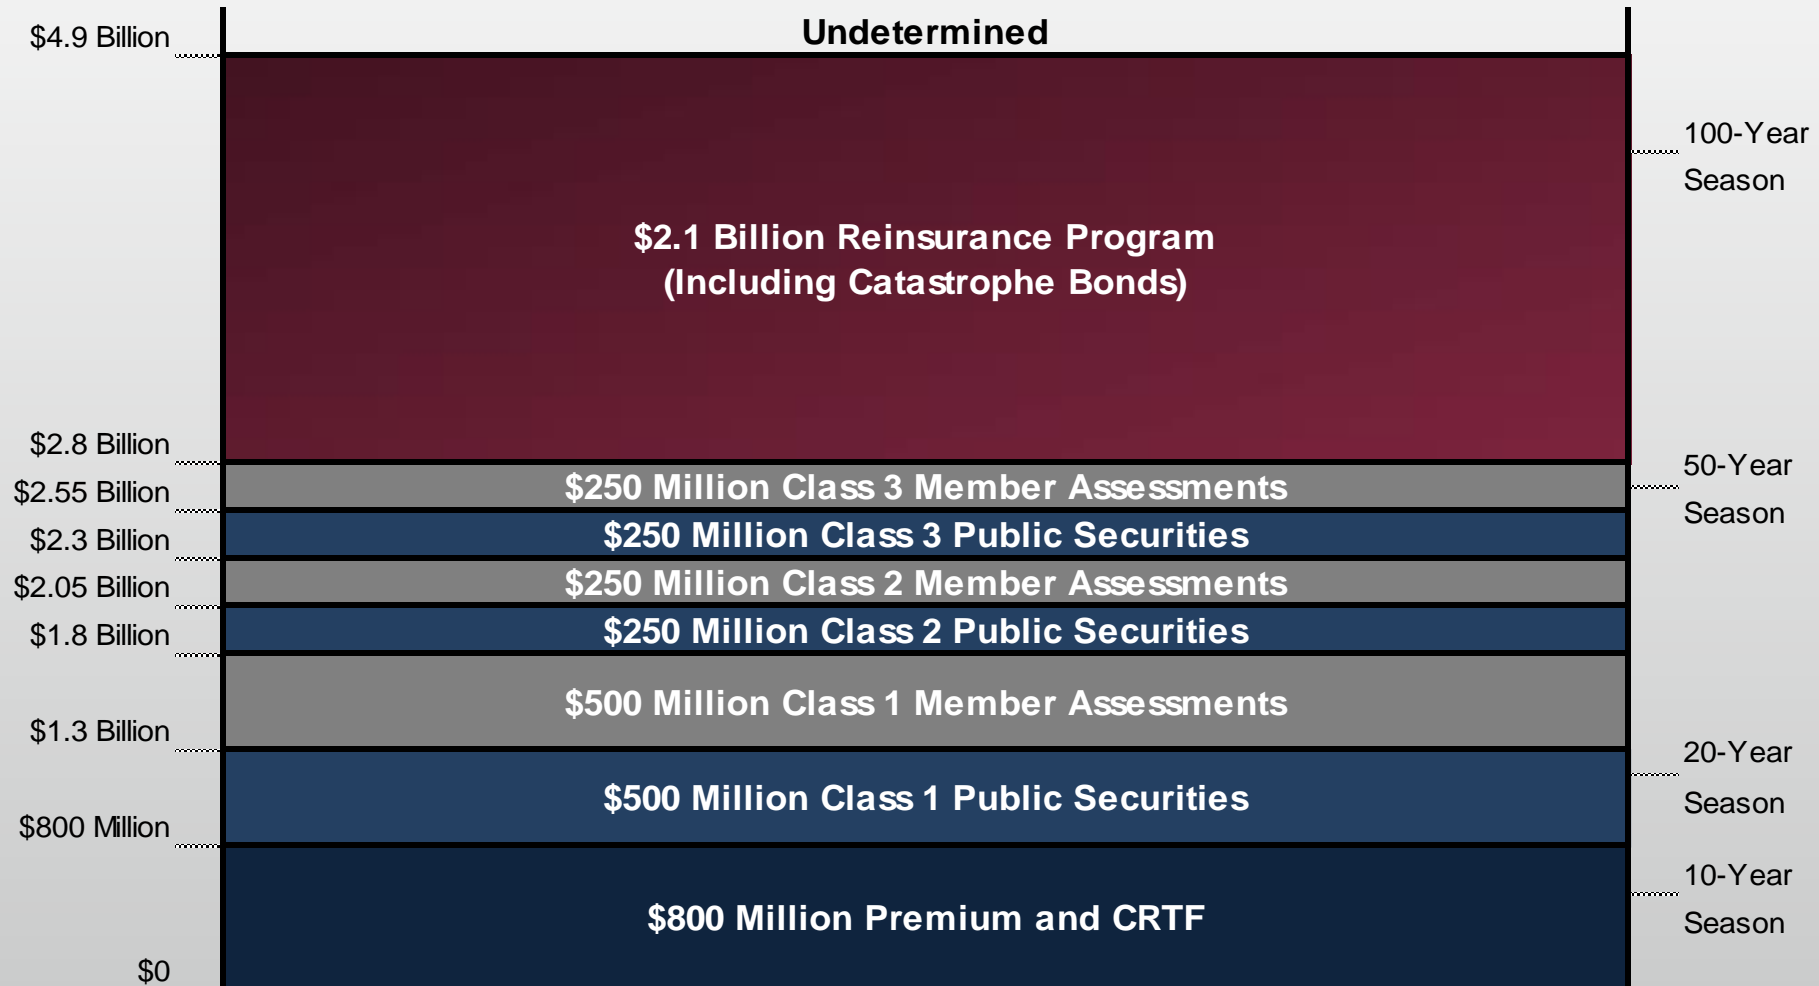 $4.9 Billion
Undetermined
100-Year
Season
$2.1 Billion Reinsurance Program
(Including Catastrophe Bonds)
$2.8 Billion
50-Year
Season
$250 Million Class 3 Member Assessments
$2.55 Billion
$250 Million Class 3 Public Securities
$2.3 Billion
$250 Million Class 2 Member Assessments
$2.05 Billion
$250 Million Class 2 Public Securities
$1.8 Billion
$500 Million Class 1 Member Assessments
$1.3 Billion
20-Year
Season
$500 Million Class 1 Public Securities
$800 Million
10-Year
Season
$800 Million Premium and CRTF
$0